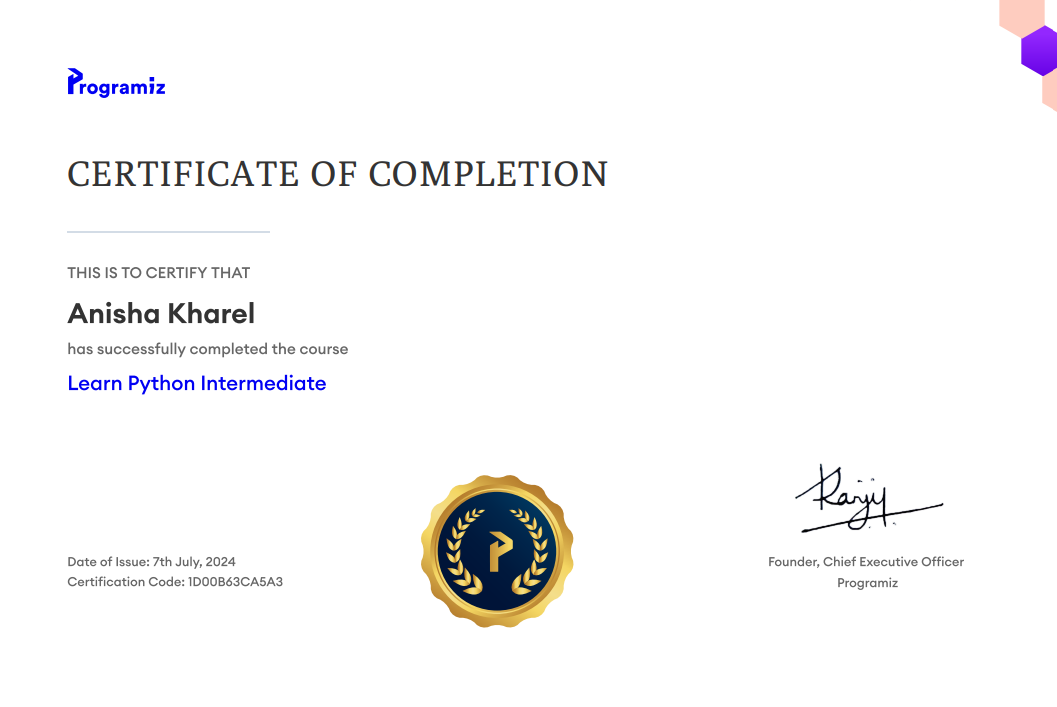 Programiz
CERTIFICATE OF COMPLETION
THIS IS TO CERTIFY THAT
Anisha Kharel
has successfully completed the course
Learn Python Intermediate
Ranjit
Date of Issue: 7th July, 2024
Certification Code: 1D00B63CA5A3
Founder, Chief Executive Officer
Programiz